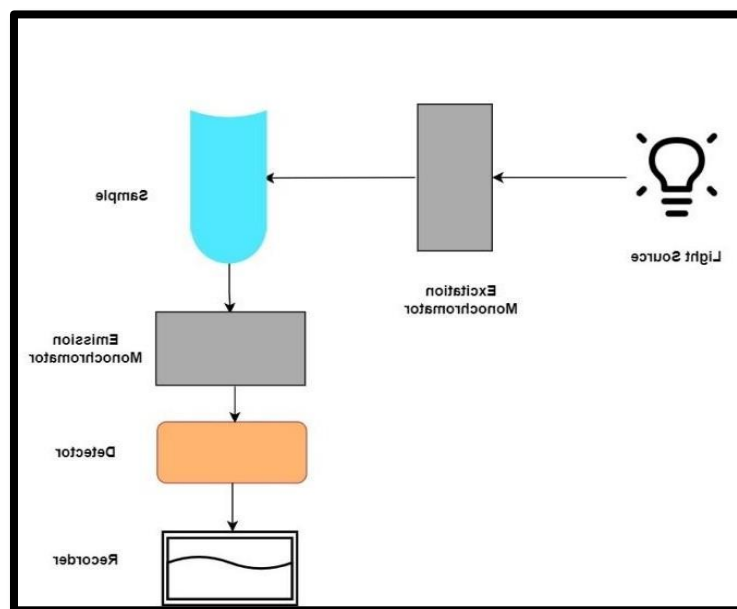 Sample
Light Source
Excitation
Monochromator
Emission
Monochromator
Detector
Recorder